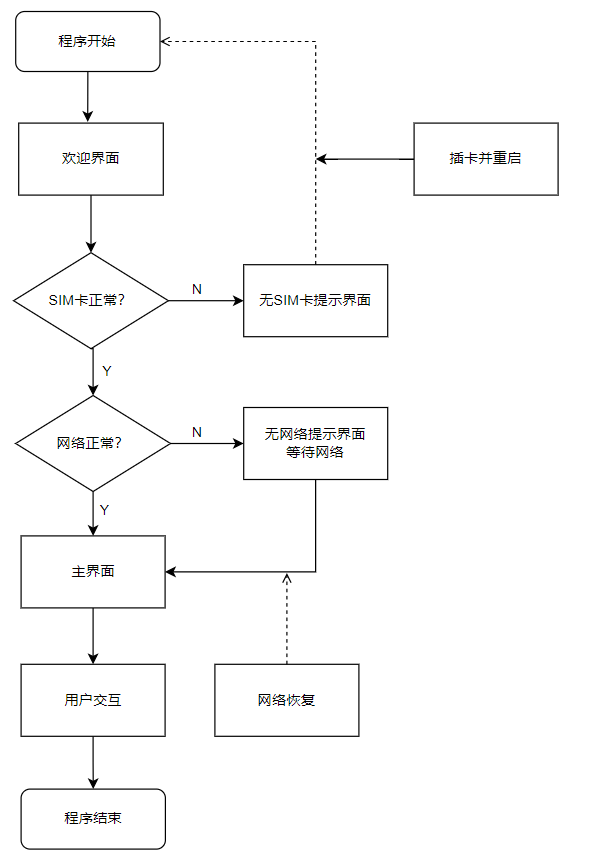 程序开始
欢迎界面
插卡并重启
SIM卡正常？
N
无SIM卡提示界面
Y
网络正常？
N
无网络提示界面
等待网络
Y
主界面
用户交互
网络恢复
程序结束